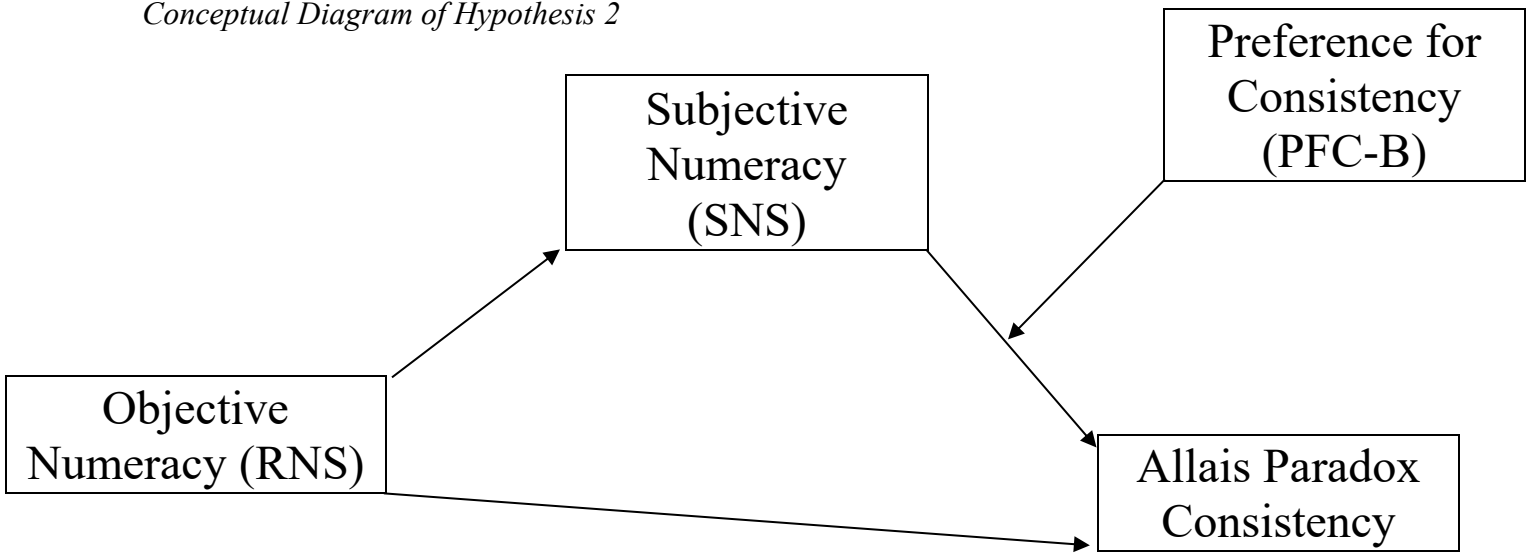 Conceptual Diagram of Hypothesis 2
Preference for
Consistency
(PFC-B)
Subjective
Numeracy
(SNS)
Objective
Numeracy (RNS)
Allais Paradox
Consistency